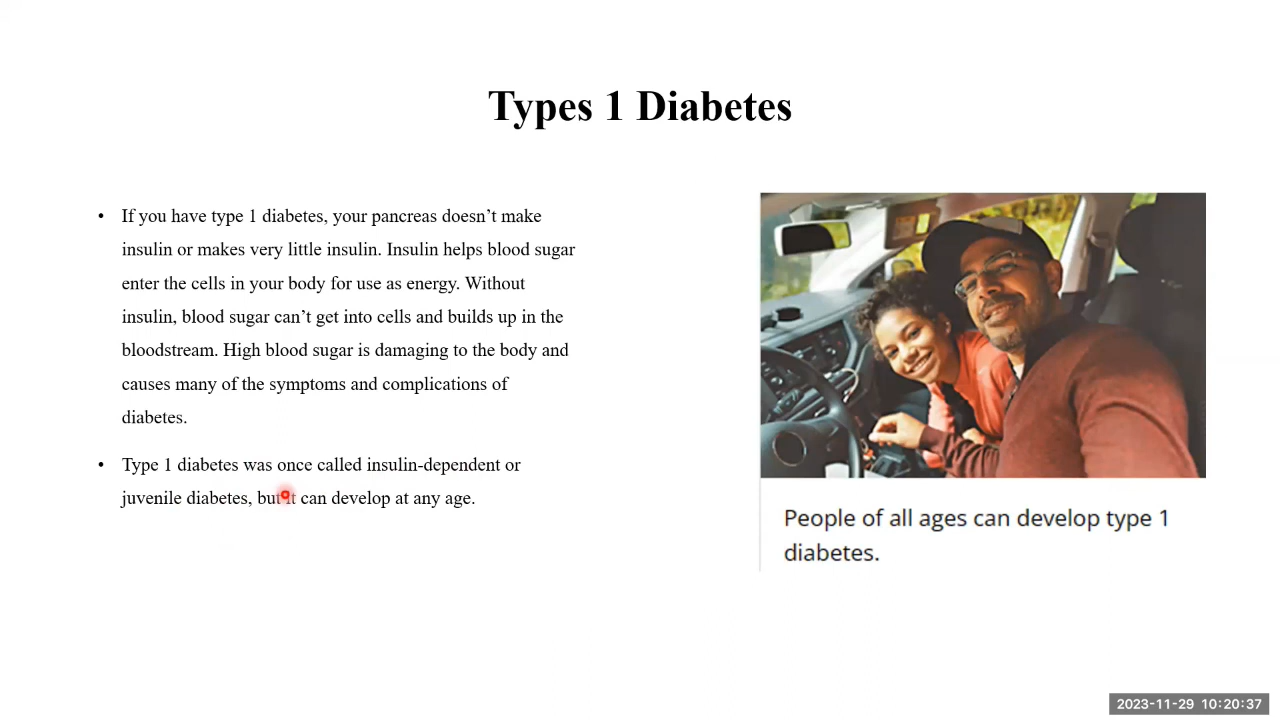 Types 1 Diabetes
• If you have type 1 diabetes, your pancreas doesn’t make
insulin or makes very little insulin. Insulin helps blood sugar
enter the cells in your body for use as energy. Without
insulin, blood sugar can’t get into cells and builds up in the
bloodstream. High blood sugar is damaging to the body and
causes many of the symptoms and complications of
diabetes.
• Type 1 diabetes was once called insulin-dependent or
juvenile diabetes, but it can develop at any age.
People of all ages can develop type 1
diabetes.
2023-11-29 10:20:37